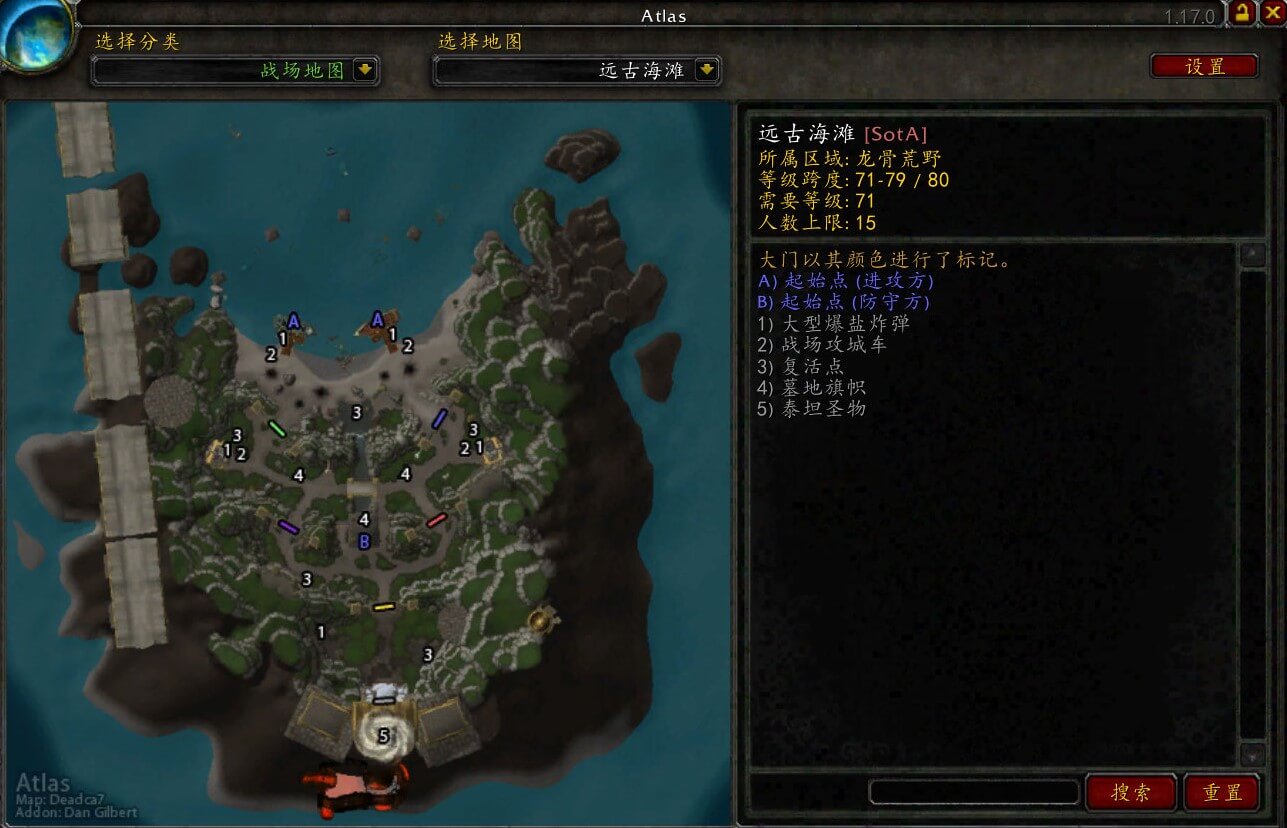 Atlas
1.17.0
选择分类
选择地图
战场地图
远古海滩
设置
远古海滩 [SotA]
所属区域: 龙骨荒野
等级跨度: 71-79 / 80
需要等级: 71
人数上限: 15
大门以其颜色进行了标记。
A) 起始点 (进攻方)
B) 起始点 (防守方)
1) 大型爆盐炸弹
2) 战场攻城车
3) 复活点
4) 墓地旗帜
5) 泰坦圣物
A
A
1
1
2
2
3
3
3
1
2
2
1
4
4
4
B
3
1
3
5
Atlas
Map: Deadca7
Addon: Dan Gilbert
搜索
重置